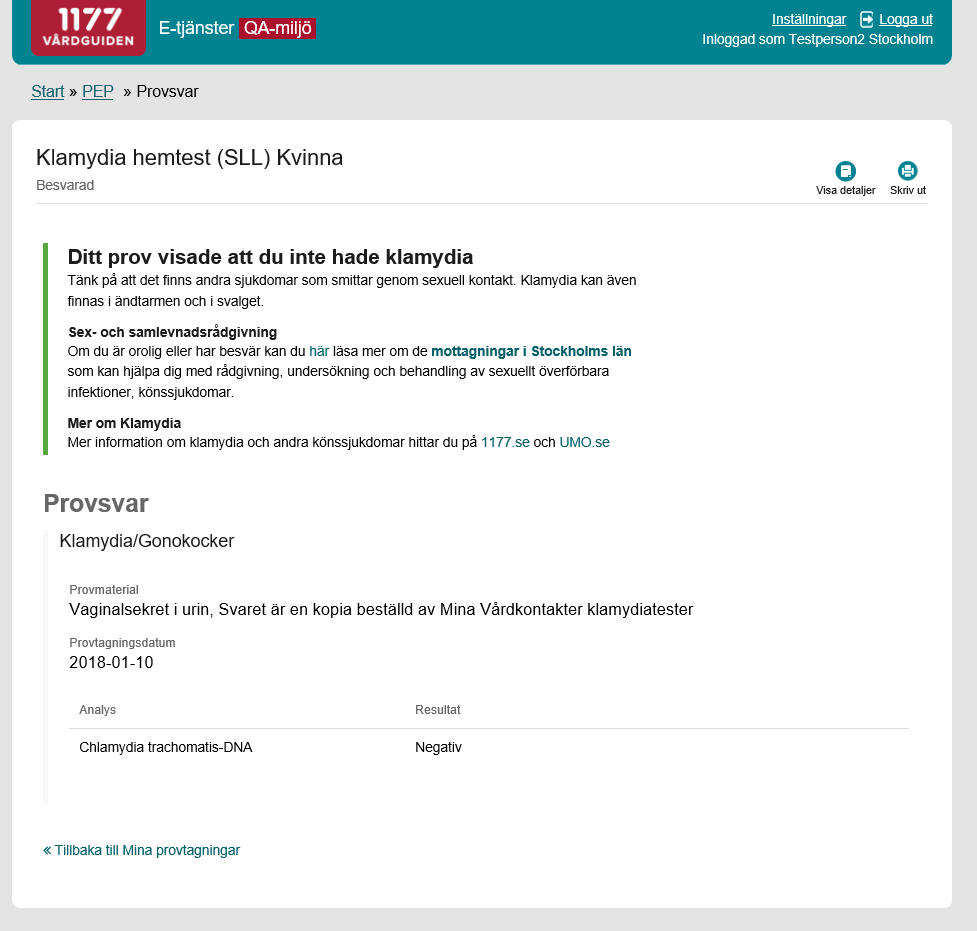 1177
VÅRDGUIDEN
E-tjänster QA-miljö
Inställningar Logga ut
Inloggad som Testperson2 Stockholm
Start » PEP » Provsvar
Klamydia hemtest (SLL) Kvinna
Besvarad
Visa detaljer Skriv ut
Ditt prov visade att du inte hade klamydia
Tänk på att det finns andra sjukdomar som smittar genom sexuell kontakt. Klamydia kan även
finnas i ändtarmen och i svalget.
Sex- och samlevnadsrådgivning
Om du är orolig eller har besvär kan du här läsa mer om de mottagningar i Stockholms län
som kan hjälpa dig med rådgivning, undersökning och behandling av sexuellt överförbara
infektioner, könssjukdomar.
Mer om Klamydia
Mer information om klamydia och andra könssjukdomar hittar du på 1177.se och UMO.se
Provsvar
Klamydia/Gonokocker
Provmaterial
Vaginalsekret i urin, Svaret är en kopia beställd av Mina Vårdkontakter klamydiatester
Provtagningsdatum
2018-01-10
Analys Resultat
Chlamydia trachomatis-DNA Negativ
« Tillbaka till Mina provtagningar